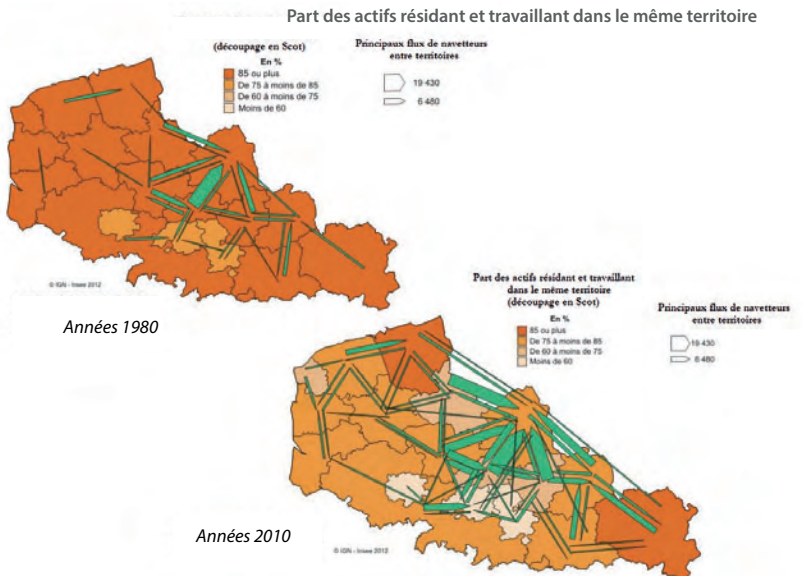 Part des actifs résidant et travaillant dans le même territoire
(découpage en Scot)
En %
85 ou plus
De 75 à moins de 85
De 60 à moins de 75
Moins de 60
Principaux flux de navetteurs
entre territoires
19 430
6 480
© IGN - Insee 2012
Années 1980
Part des actifs résidant et travaillant
dans le même territoire
(découpage en Scot)
En %
85 ou plus
De 75 à moins de 85
De 60 à moins de 75
Moins de 60
Principaux flux de navetteurs
entre territoires
19 430
6 480
Années 2010
© IGN - Insee 2012